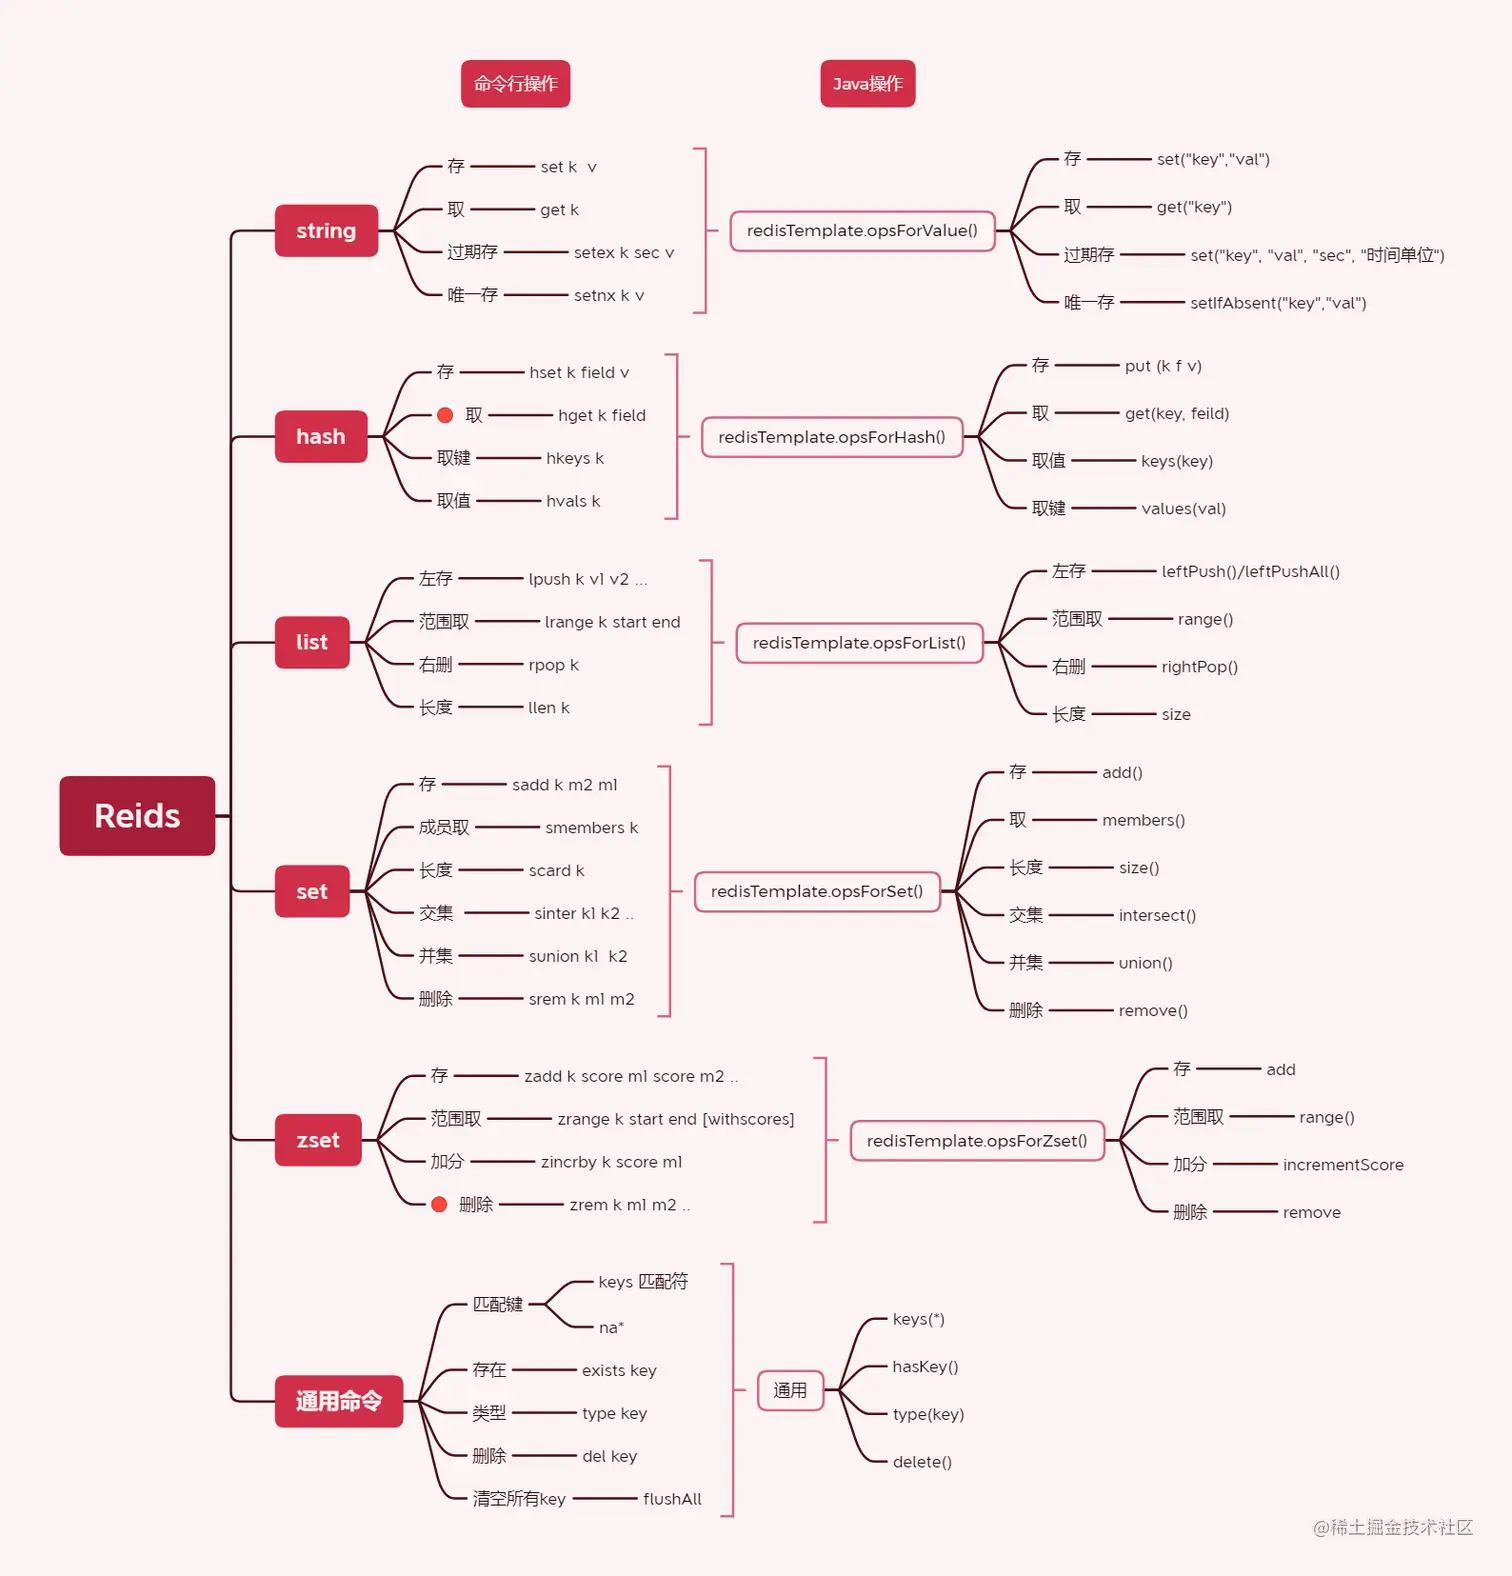 命令行操作
Java操作
Reids
string
存
set k  v
取
get k
过期存
setex k sec v
唯一存
setnx k v
redisTemplate.opsForValue()
存
set("key","val")
取
get("key")
过期存
set("key", "val", "sec", "时间单位")
唯一存
setIfAbsent("key","val")
hash
存
hset k field v
取
hget k field
取键
hkeys k
取值
hvals k
redisTemplate.opsForHash()
存
put (k f v)
取
get(key, feild)
取值
keys(key)
取键
values(val)
list
左存
lpush k v1 v2 ...
范围取
lrange k start end
右删
rpop k
长度
llen k
redisTemplate.opsForList()
左存
leftPush()/leftPushAll()
范围取
range()
右删
rightPop()
长度
size
set
存
sadd k m2 m1
成员取
smembers k
长度
scard k
交集
sinter k1 k2 ..
并集
sunion k1  k2
删除
srem k m1 m2
redisTemplate.opsForSet()
存
add()
取
members()
长度
size()
交集
intersect()
并集
union()
删除
remove()
zset
存
zadd k score m1 score m2 ..
范围取
zrange k start end [withscores]
加分
zincrby k score m1
删除
zrem k m1 m2 ..
redisTemplate.opsForZset()
存
add
范围取
range()
加分
incrementScore
删除
remove
通用命令
匹配键
keys 匹配符
na*
存在
exists key
类型
type key
删除
del key
清空所有key
flushAll
通用
keys(*)
hasKey()
type(key)
delete()
@稀土掘金技术社区